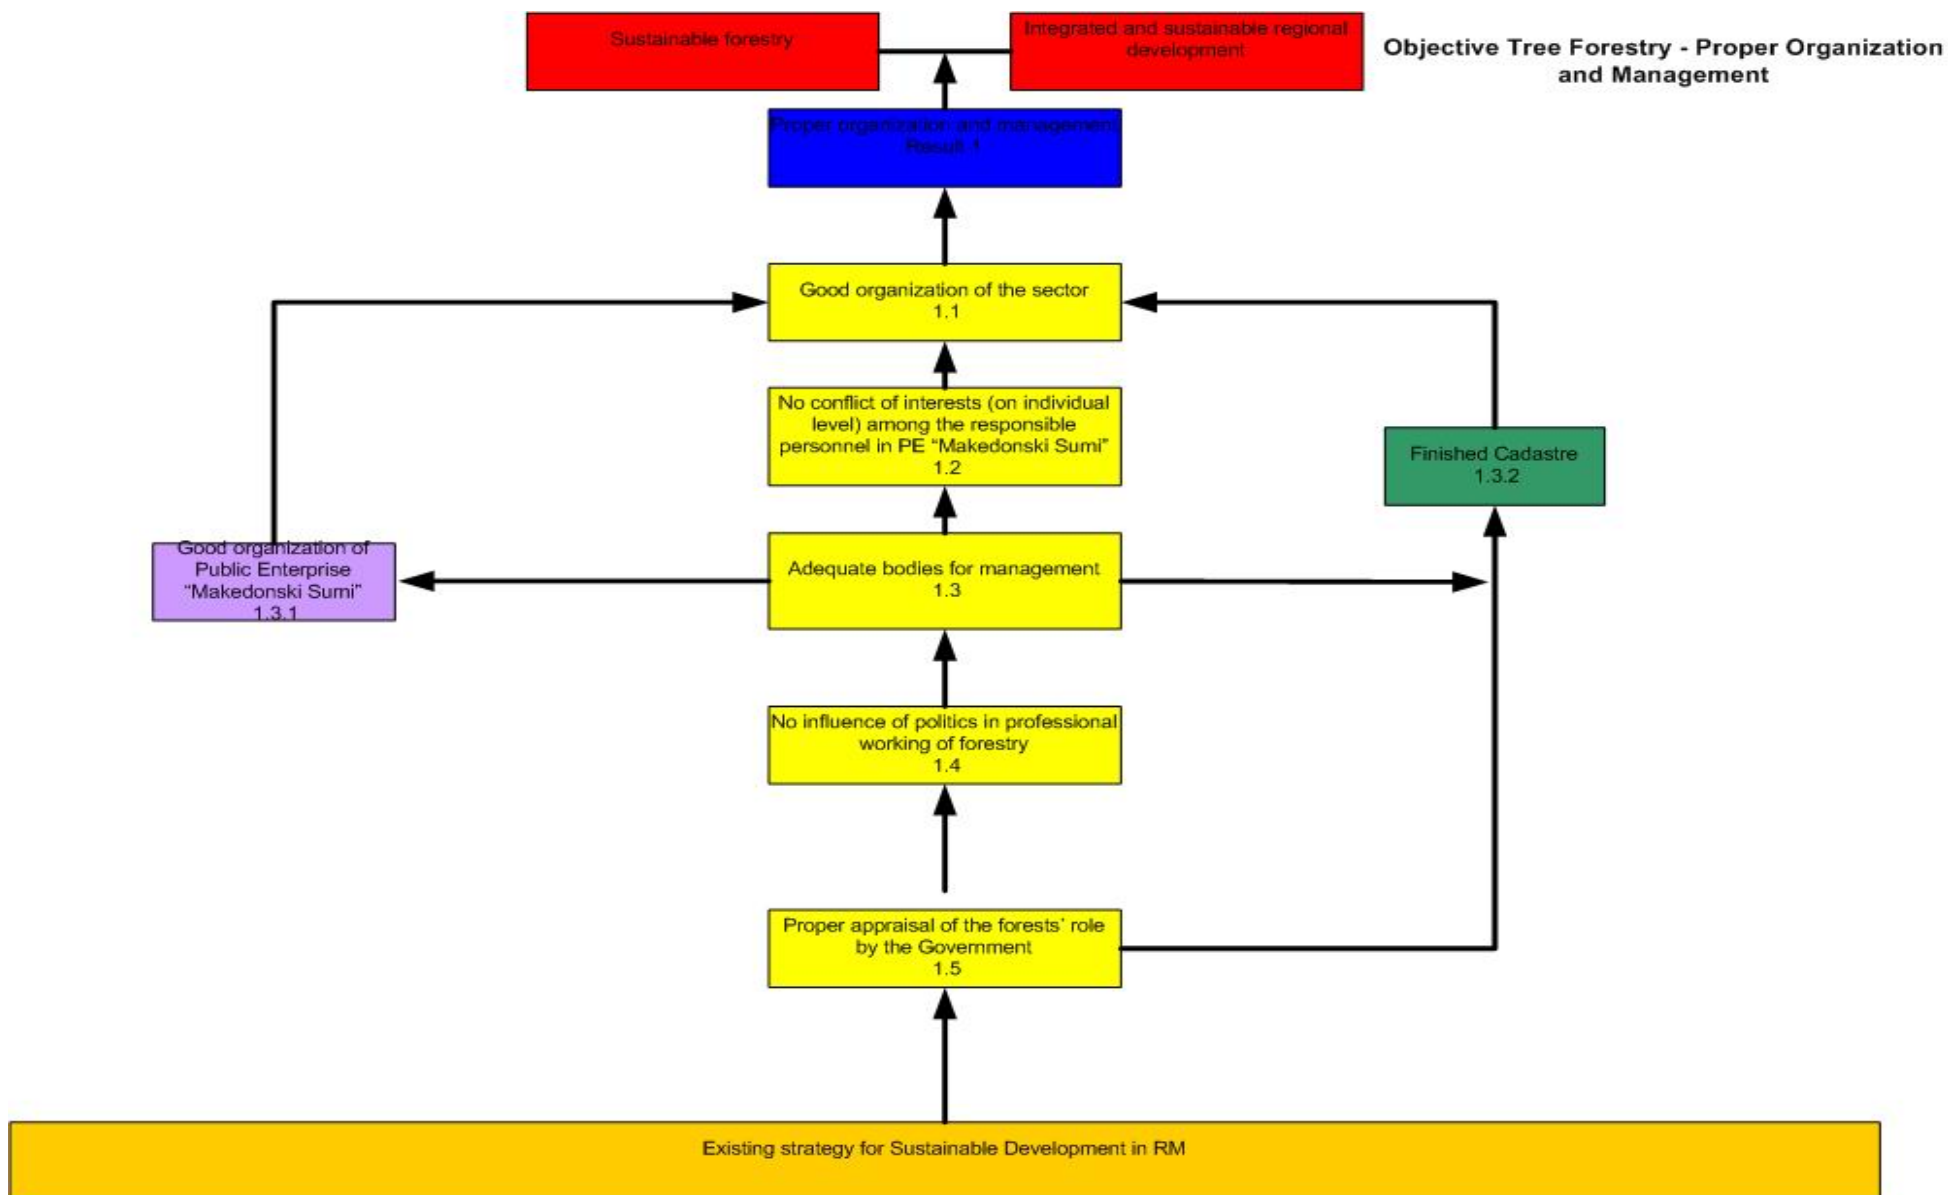 Sustainable forestry
Integrated and sustainable regional
development
Objective Tree Forestry - Proper Organization
and Management
Proper organization and management
Result 1
Good organization of the sector
1.1
No conflict of interests (on individual
level) among the responsible
personnel in PE “Makedonski Sumi”
1.2
Finished Cadastre
1.3.2
Good organization of
Public Enterprise
“Makedonski Sumi”
1.3.1
Adequate bodies for management
1.3
No influence of politics in professional
working of forestry
1.4
Proper appraisal of the forests’ role
by the Government
1.5
Existing strategy for Sustainable Development in RM